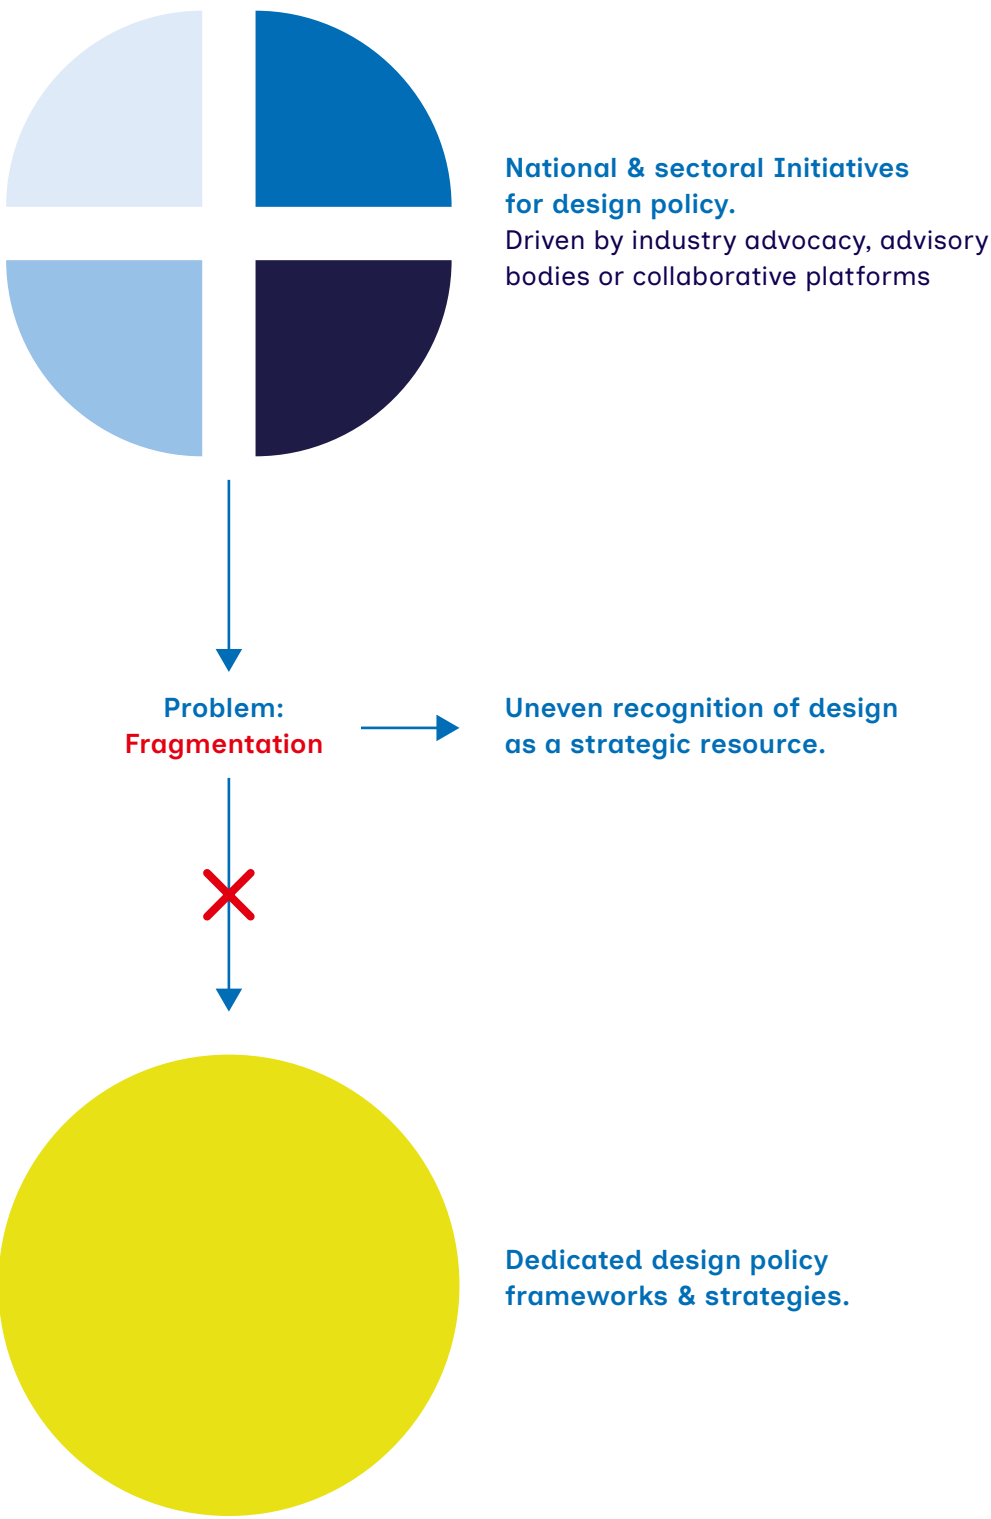 National & sectoral Initiatives
for design policy.
Driven by industry advocacy, advisory
bodies or collaborative platforms
Problem:
Fragmentation
Uneven recognition of design
as a strategic resource.
Dedicated design policy
frameworks & strategies.